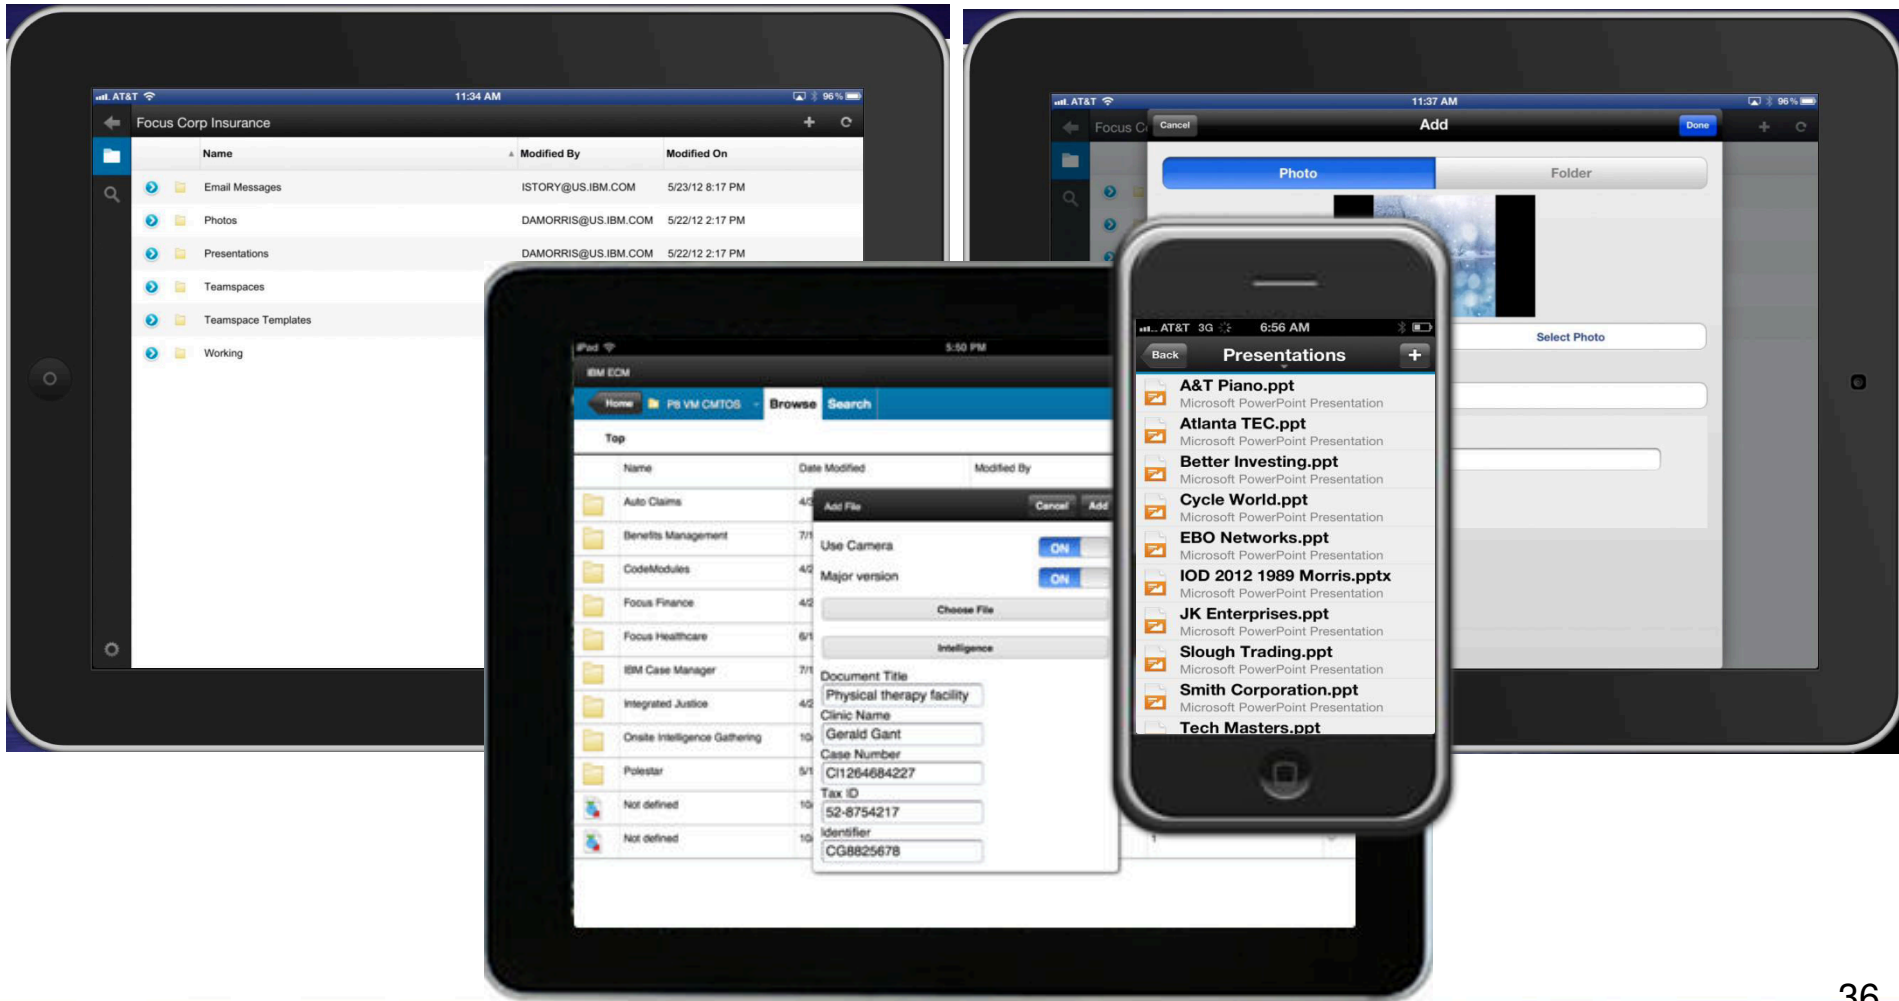 AT&T 11:34 AM 96%
Focus Corp Insurance
Name Modified By Modified On
Email Messages ISTORY@US.IBM.COM 5/23/12 8:17 PM
Photos DAMORRIS@US.IBM.COM 5/22/12 2:17 PM
Presentations DAMORRIS@US.IBM.COM 5/22/12 2:17 PM
Teamspaces
Teamspace Templates
Working
AT&T 11:37 AM 96%
Focus
Cancel Add Done
Photo Folder
Select Photo
iPad 5:50 PM
IBM ECM
Home P8 VM CMTOS Browse Search
Top
Name Date Modified Modified By
Auto Claims
Benefits Management
CodeModules
Focus Finance
Focus Healthcare
IBM Case Manager
Integrated Justice
Onsite Intelligence Gathering
Polestar
Not defined
Not defined
1
Add File Cancel Add
Use Camera ON
Major version ON
Choose File
Intelligence
Document Title
Physical therapy facility
Clinic Name
Gerald Gant
Case Number
CI1264684227
Tax ID
52-8754217
Identifier
CG8825678
AT&T 3G 6:56 AM
Back Presentations +
A&T Piano.ppt
Microsoft PowerPoint Presentation
Atlanta TEC.ppt
Microsoft PowerPoint Presentation
Better Investing.ppt
Microsoft PowerPoint Presentation
Cycle World.ppt
Microsoft PowerPoint Presentation
EBO Networks.ppt
Microsoft PowerPoint Presentation
IOD 2012 1989 Morris.pptx
Microsoft PowerPoint Presentation
JK Enterprises.ppt
Microsoft PowerPoint Presentation
Slough Trading.ppt
Microsoft PowerPoint Presentation
Smith Corporation.ppt
Microsoft PowerPoint Presentation
Tech Masters.ppt
36